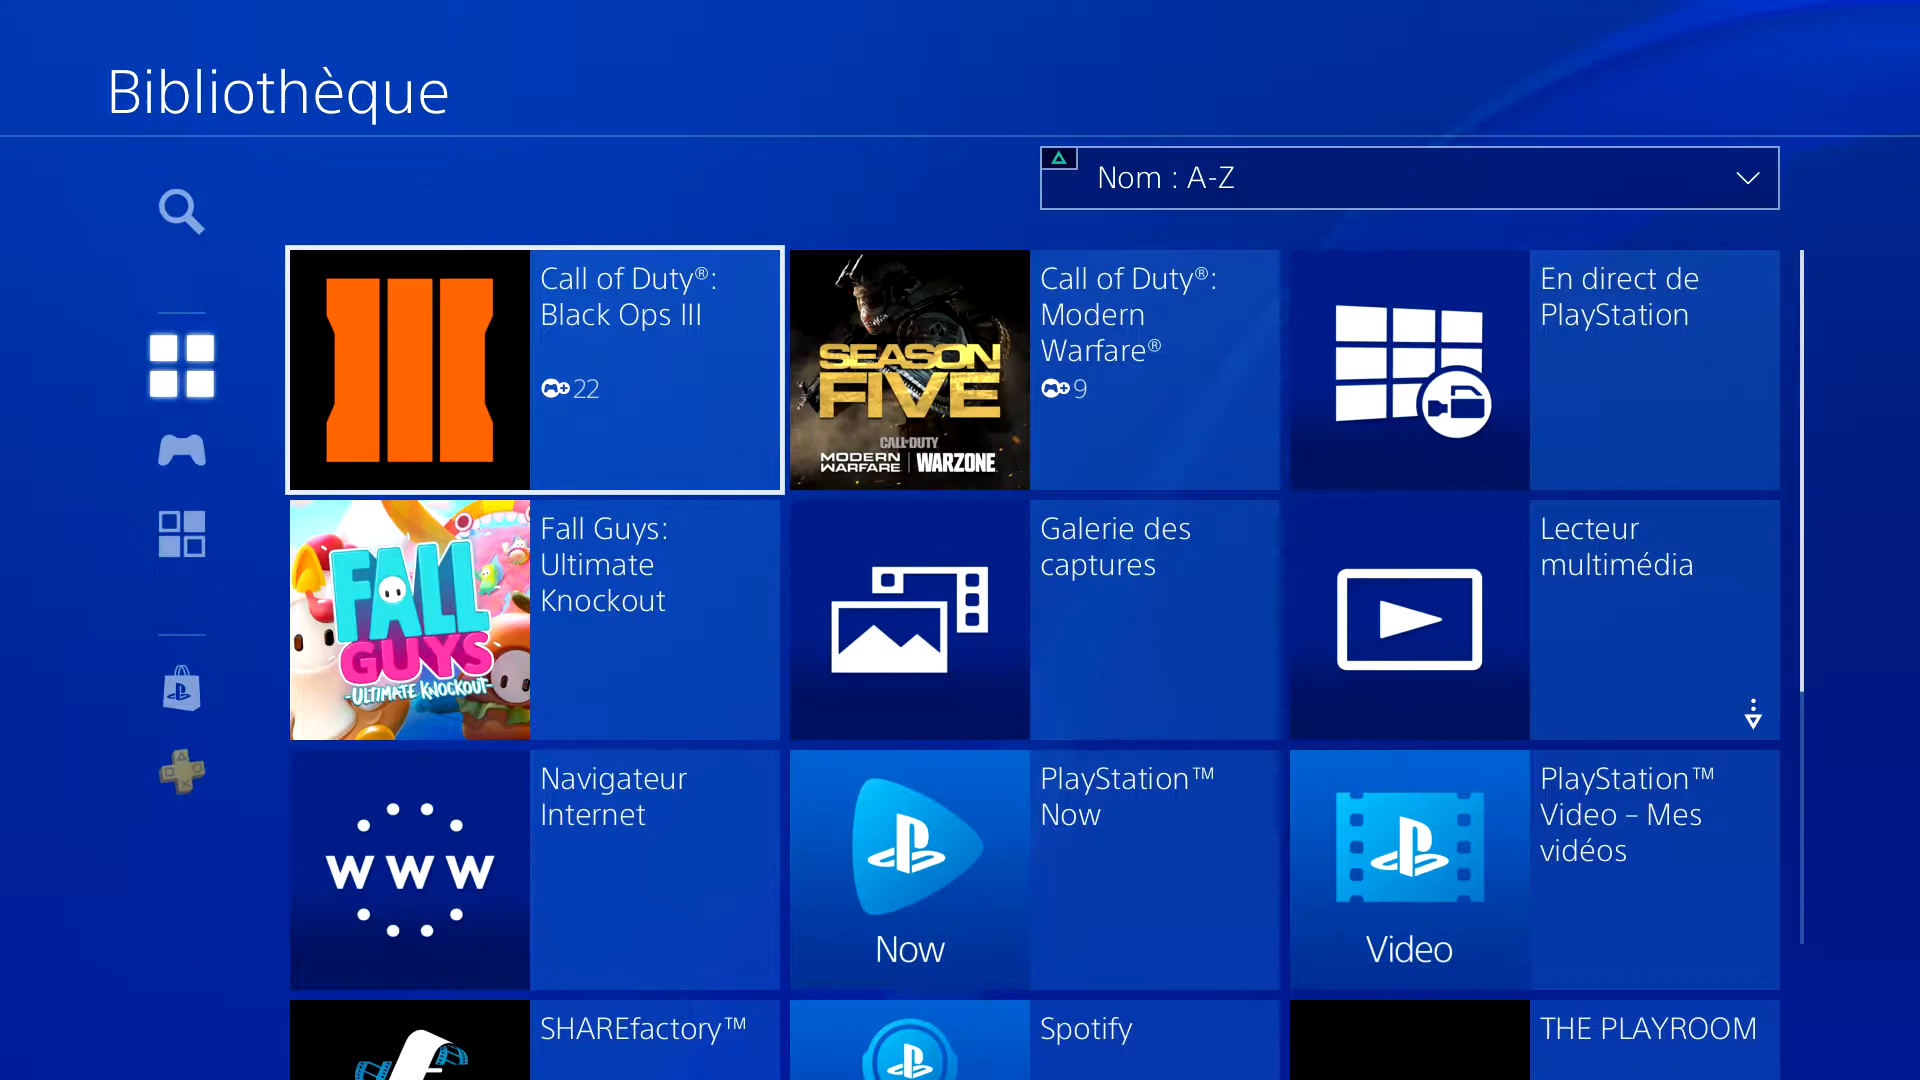 Bibliothèque
Nom : A-Z
Call of Duty®:
Black Ops III
22
SEASON
FIVE
CALL OF DUTY
MODERN
WARFARE
WARZONE
Call of Duty®:
Modern
Warfare®
9
En direct de
PlayStation
FALL
GUYS
-ULTIMATE KNOCKOUT-
Fall Guys:
Ultimate
Knockout
Galerie des
captures
Lecteur
multimédia
WWW
Navigateur
Internet
Now
PlayStation™
Now
Video
PlayStation™
Video – Mes
vidéos
SHAREfactory™
Spotify
THE PLAYROOM